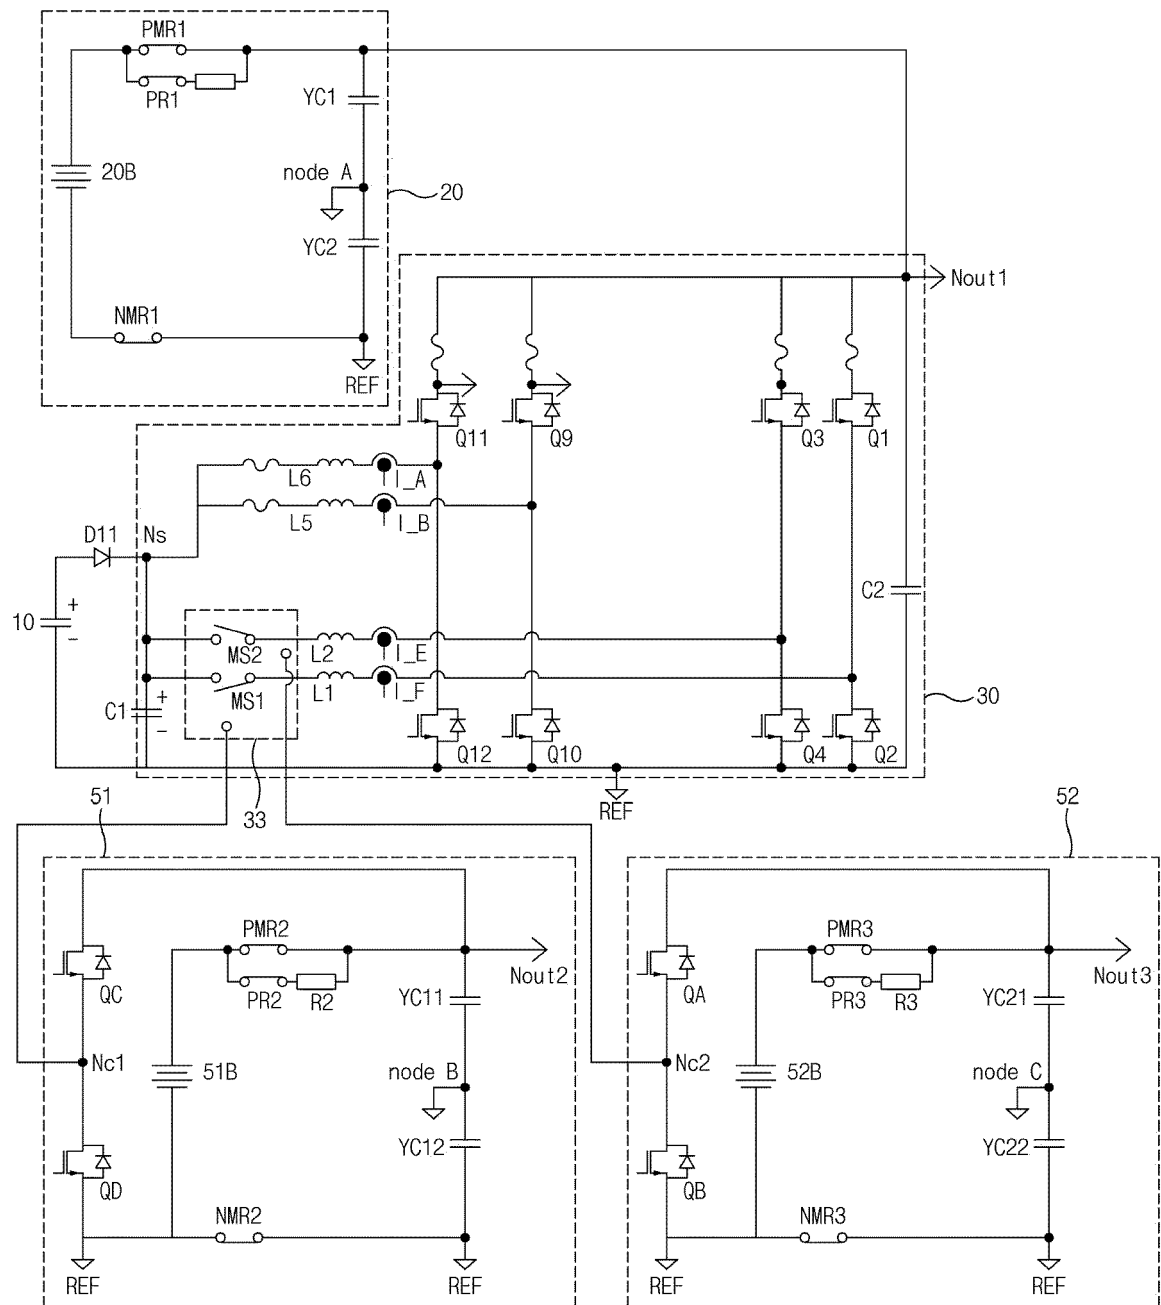 PMR1
PR1
YC1
20B
node A
20
YC2
NMR1
REF
Nout1
Q11
Q9
Q3
Q1
L6
I_A
L5
I_B
D11
Ns
10
+
−
C2
MS2
L2
I_E
MS1
L1
I_F
C1
+
−
30
Q12
Q10
Q4
Q2
33
REF
51
52
PMR2
Nout2
PR2
R2
QC
YC11
Nc1
51B
node B
YC12
QD
NMR2
REF
REF
PMR3
Nout3
PR3
R3
QA
YC21
Nc2
52B
node C
YC22
QB
NMR3
REF
REF